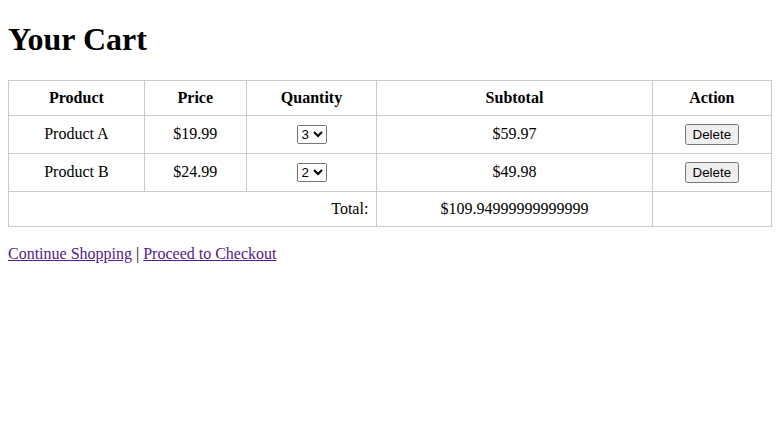 Your Cart
Product Price Quantity Subtotal Action
Product A $19.99 3 $59.97 Delete
Product B $24.99 2 $49.98 Delete
Total: $109.94999999999999
Continue Shopping | Proceed to Checkout